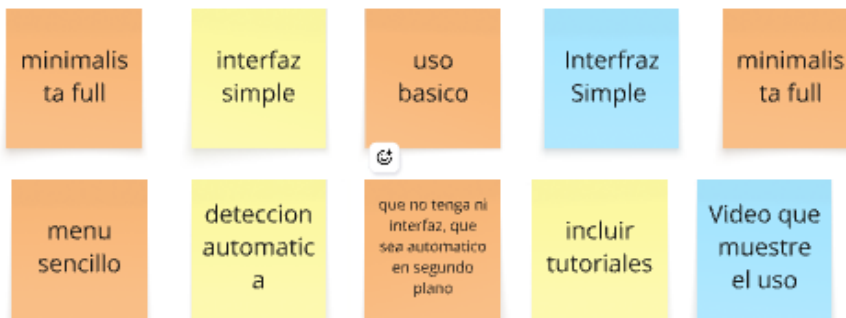 minimalis
ta full
interfaz
simple
uso
basico
Interfraz
Simple
minimalis
ta full
menu
sencillo
deteccion
automatic
a
que no tenga ni
interfaz, que
sea automatico
en segundo
plano
incluir
tutoriales
Video que
muestre
el uso